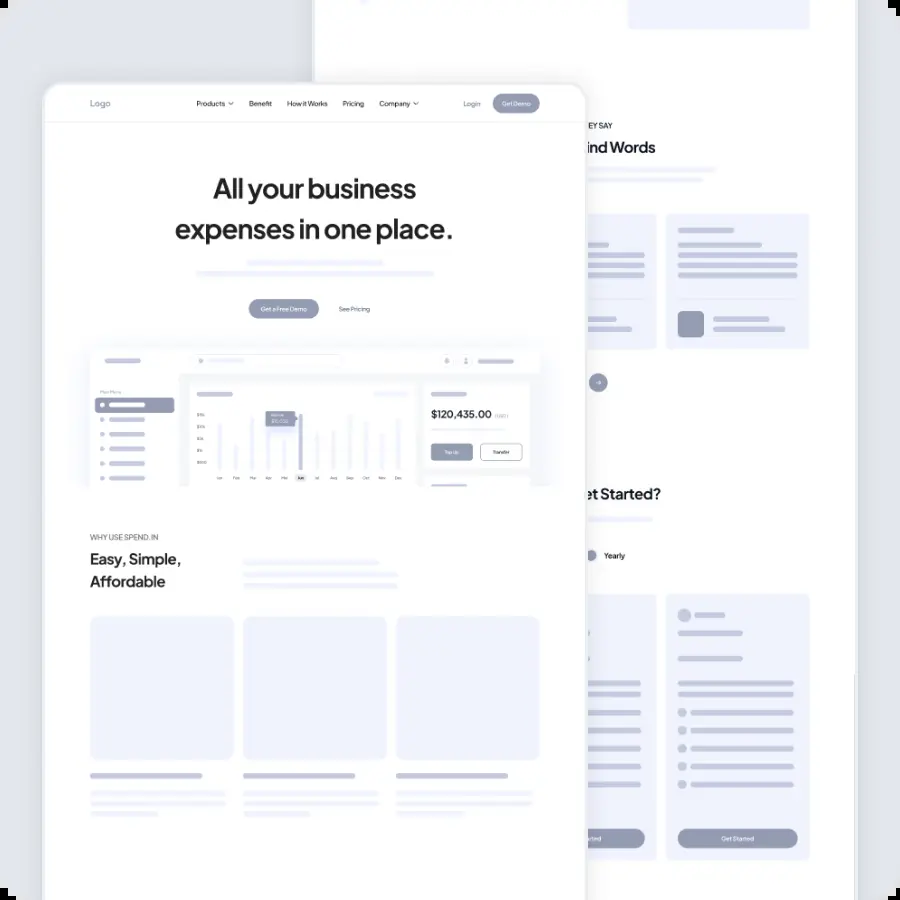 Logo
Products
Benefit
How it Works
Pricing
Company
Login
Get Demo
All your business
expenses in one place.
Get a Free Demo
See Pricing
Main Menu
$120,435.00
Top Up
Transfer
Jan Feb Mar Apr Mei Jun Jul Aug Sep Oct Nov Dec
WHY USE SPEND.IN
Easy, Simple,
Affordable
EY SAY
ind Words
et Started?
Yearly
rted
Get Started